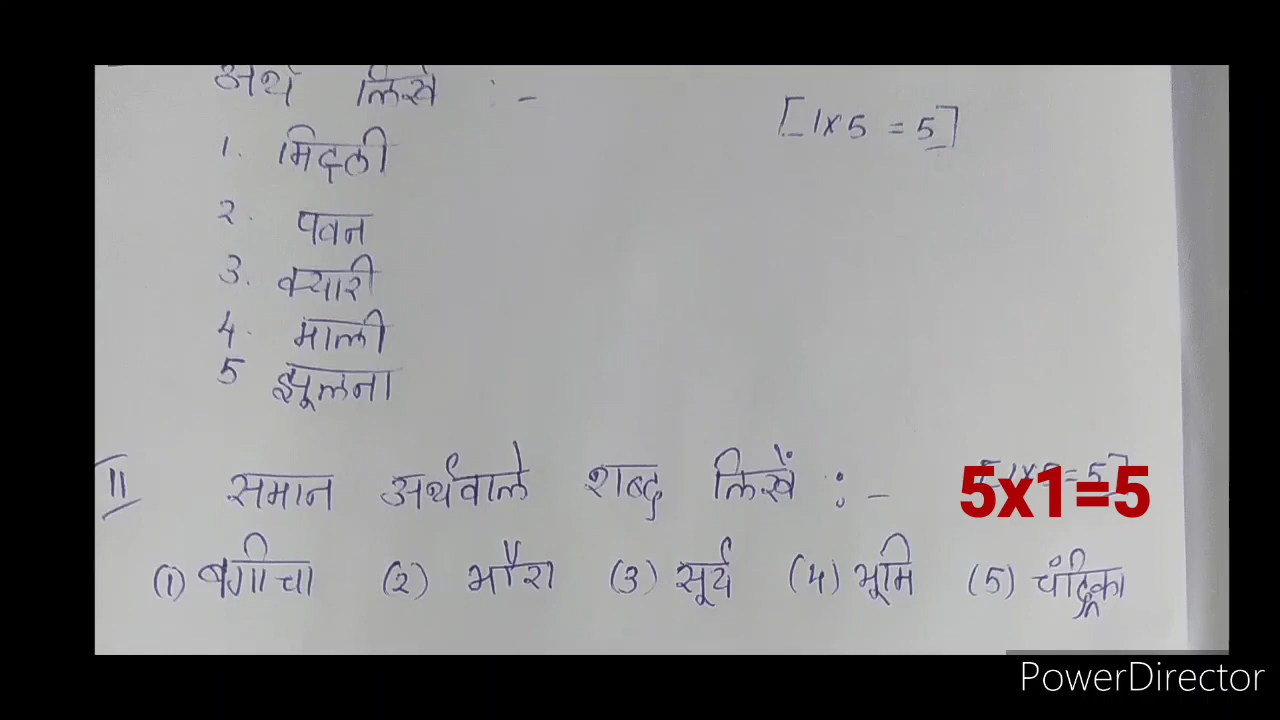 अर्थ लिखें :-
[1x5 = 5]
1. मिट्टी
2. पवन
3. क्यारी
4. माली
5 झूलना
II समान अर्थवाले शब्द लिखें :-
5x1=5
(1) बगीचा (2) भौंरा (3) सूर्य (4) भूमि (5) चंद्रिका
PowerDirector